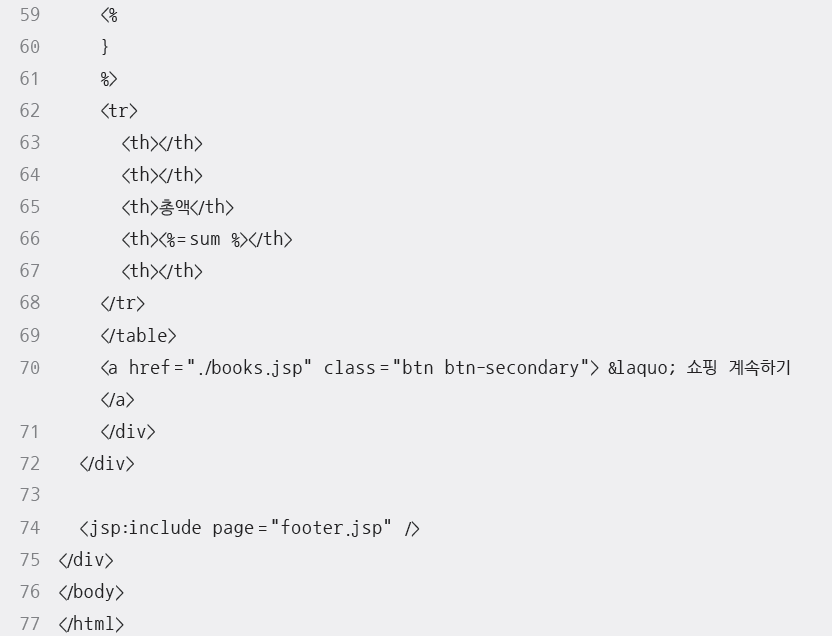 59 <%
60 }
61 %>
62 <tr>
63 <th></th>
64 <th></th>
65 <th>총액</th>
66 <th><%=sum %></th>
67 <th></th>
68 </tr>
69 </table>
70 <a href="./books.jsp" class="btn btn-secondary"> &laquo; 쇼핑 계속하기
</a>
71 </div>
72 </div>
73
74 <jsp:include page="footer.jsp" />
75 </div>
76 </body>
77 </html>